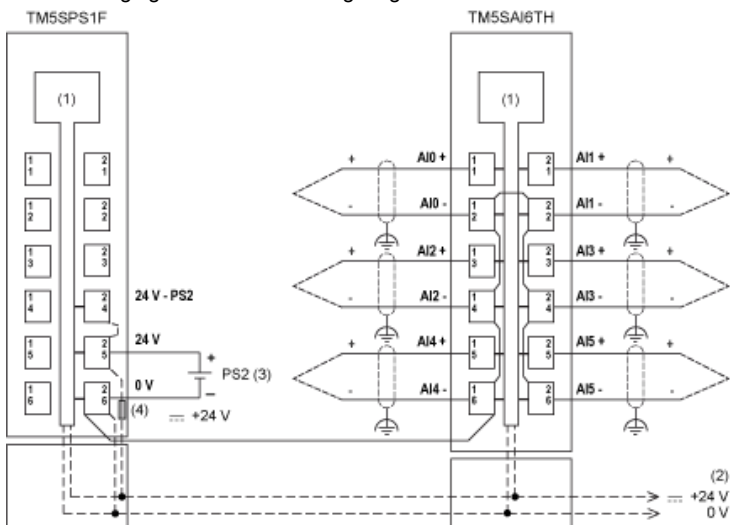 TM5SPS1F
TM5SAI6TH
(1)
(1)
1 1
2 1
1 2
2 2
1 3
2 3
1 4
2 4
24 V - PS2
1 5
2 5
24 V
1 6
2 6
0 V
+
PS2 (3)
−
(4)
+24 V
+ AI0 +
1 1
2 1
AI1 + +
- AI0 -
1 2
2 2
AI1 - -
+ AI2 +
1 3
2 3
AI3 + +
- AI2 -
1 4
2 4
AI3 - -
+ AI4 +
1 5
2 5
AI5 + +
- AI4 -
1 6
2 6
AI5 - -
(2)
+24 V
0 V